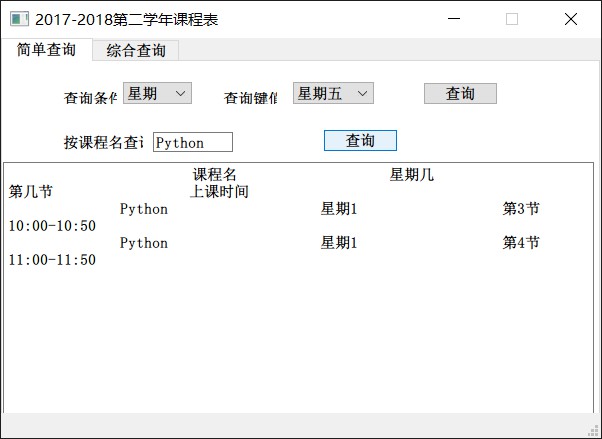 2017-2018第二学年课程表
简单查询 综合查询
查询条件 星期 查询键值 星期五 查询
按课程名查询 Python 查询
课程名 星期几
第几节 上课时间
Python 星期1 第3节
10:00-10:50
Python 星期1 第4节
11:00-11:50